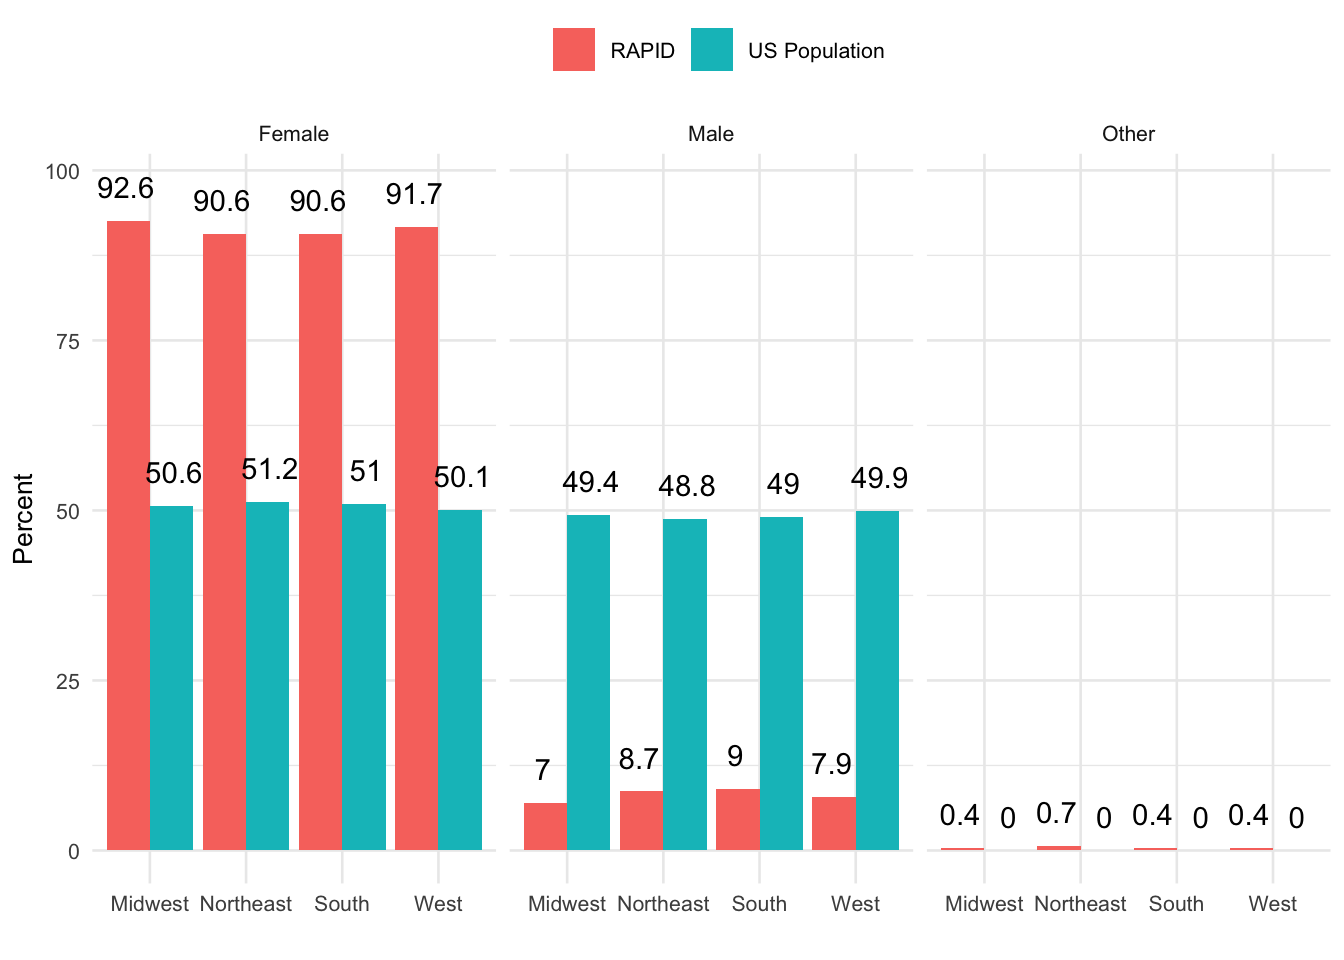 RAPID US Population
Female Male Other
Percent
100
75
50
25
0
92.6 90.6 90.6 91.7
50.6 51.2 51 50.1
49.4 48.8 49 49.9
7 8.7 9 7.9
0.4 0 0.7 0 0.4 0 0.4 0
Midwest Northeast South West Midwest Northeast South West Midwest Northeast South West